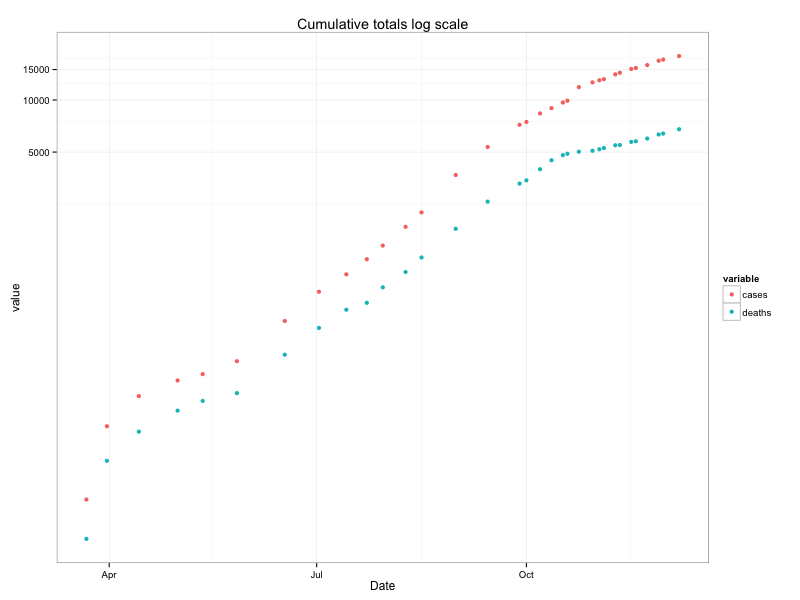 Cumulative totals log scale
15000
10000
5000
value
Apr
Jul
Oct
Date
variable
cases
deaths